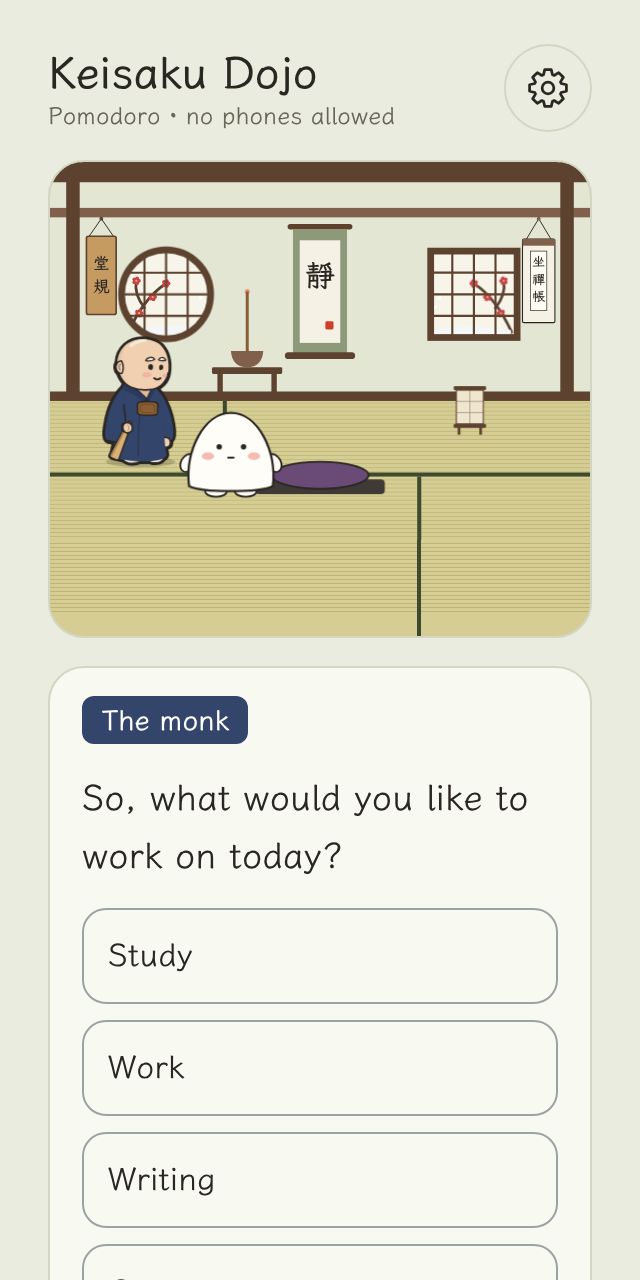 Keisaku Dojo
Pomodoro • no phones allowed
堂規
靜
坐禪帳
The monk
So, what would you like to
work on today?
Study
Work
Writing